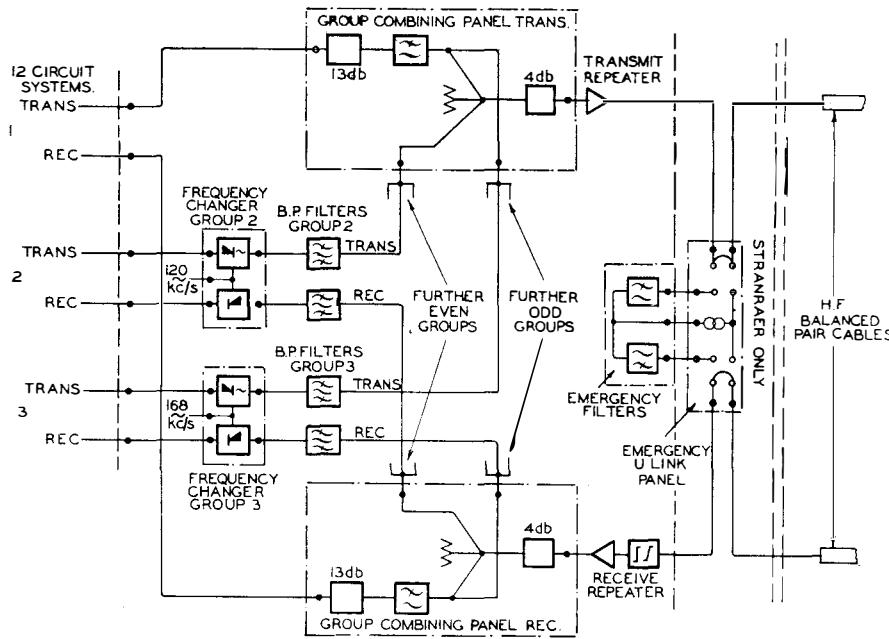 GROUP COMBINING PANEL TRANS.
13db
4db
TRANSMIT
REPEATER
12 CIRCUIT
SYSTEMS.
TRANS
1
REC
FREQUENCY
CHANGER
GROUP 2
B.P. FILTERS
GROUP 2
TRANS
TRANS
2
120
kc/s
REC
REC
FURTHER
EVEN
GROUPS
FURTHER
ODD
GROUPS
STRANRAER ONLY
H.F
BALANCED
PAIR CABLES
B.P. FILTERS
GROUP 3
TRANS
TRANS
3
168
kc/s
REC
REC
EMERGENCY
FILTERS
EMERGENCY
U LINK
PANEL
FREQUENCY
CHANGER
GROUP 3
13db
4db
RECEIVE
REPEATER
GROUP COMBINING PANEL REC.